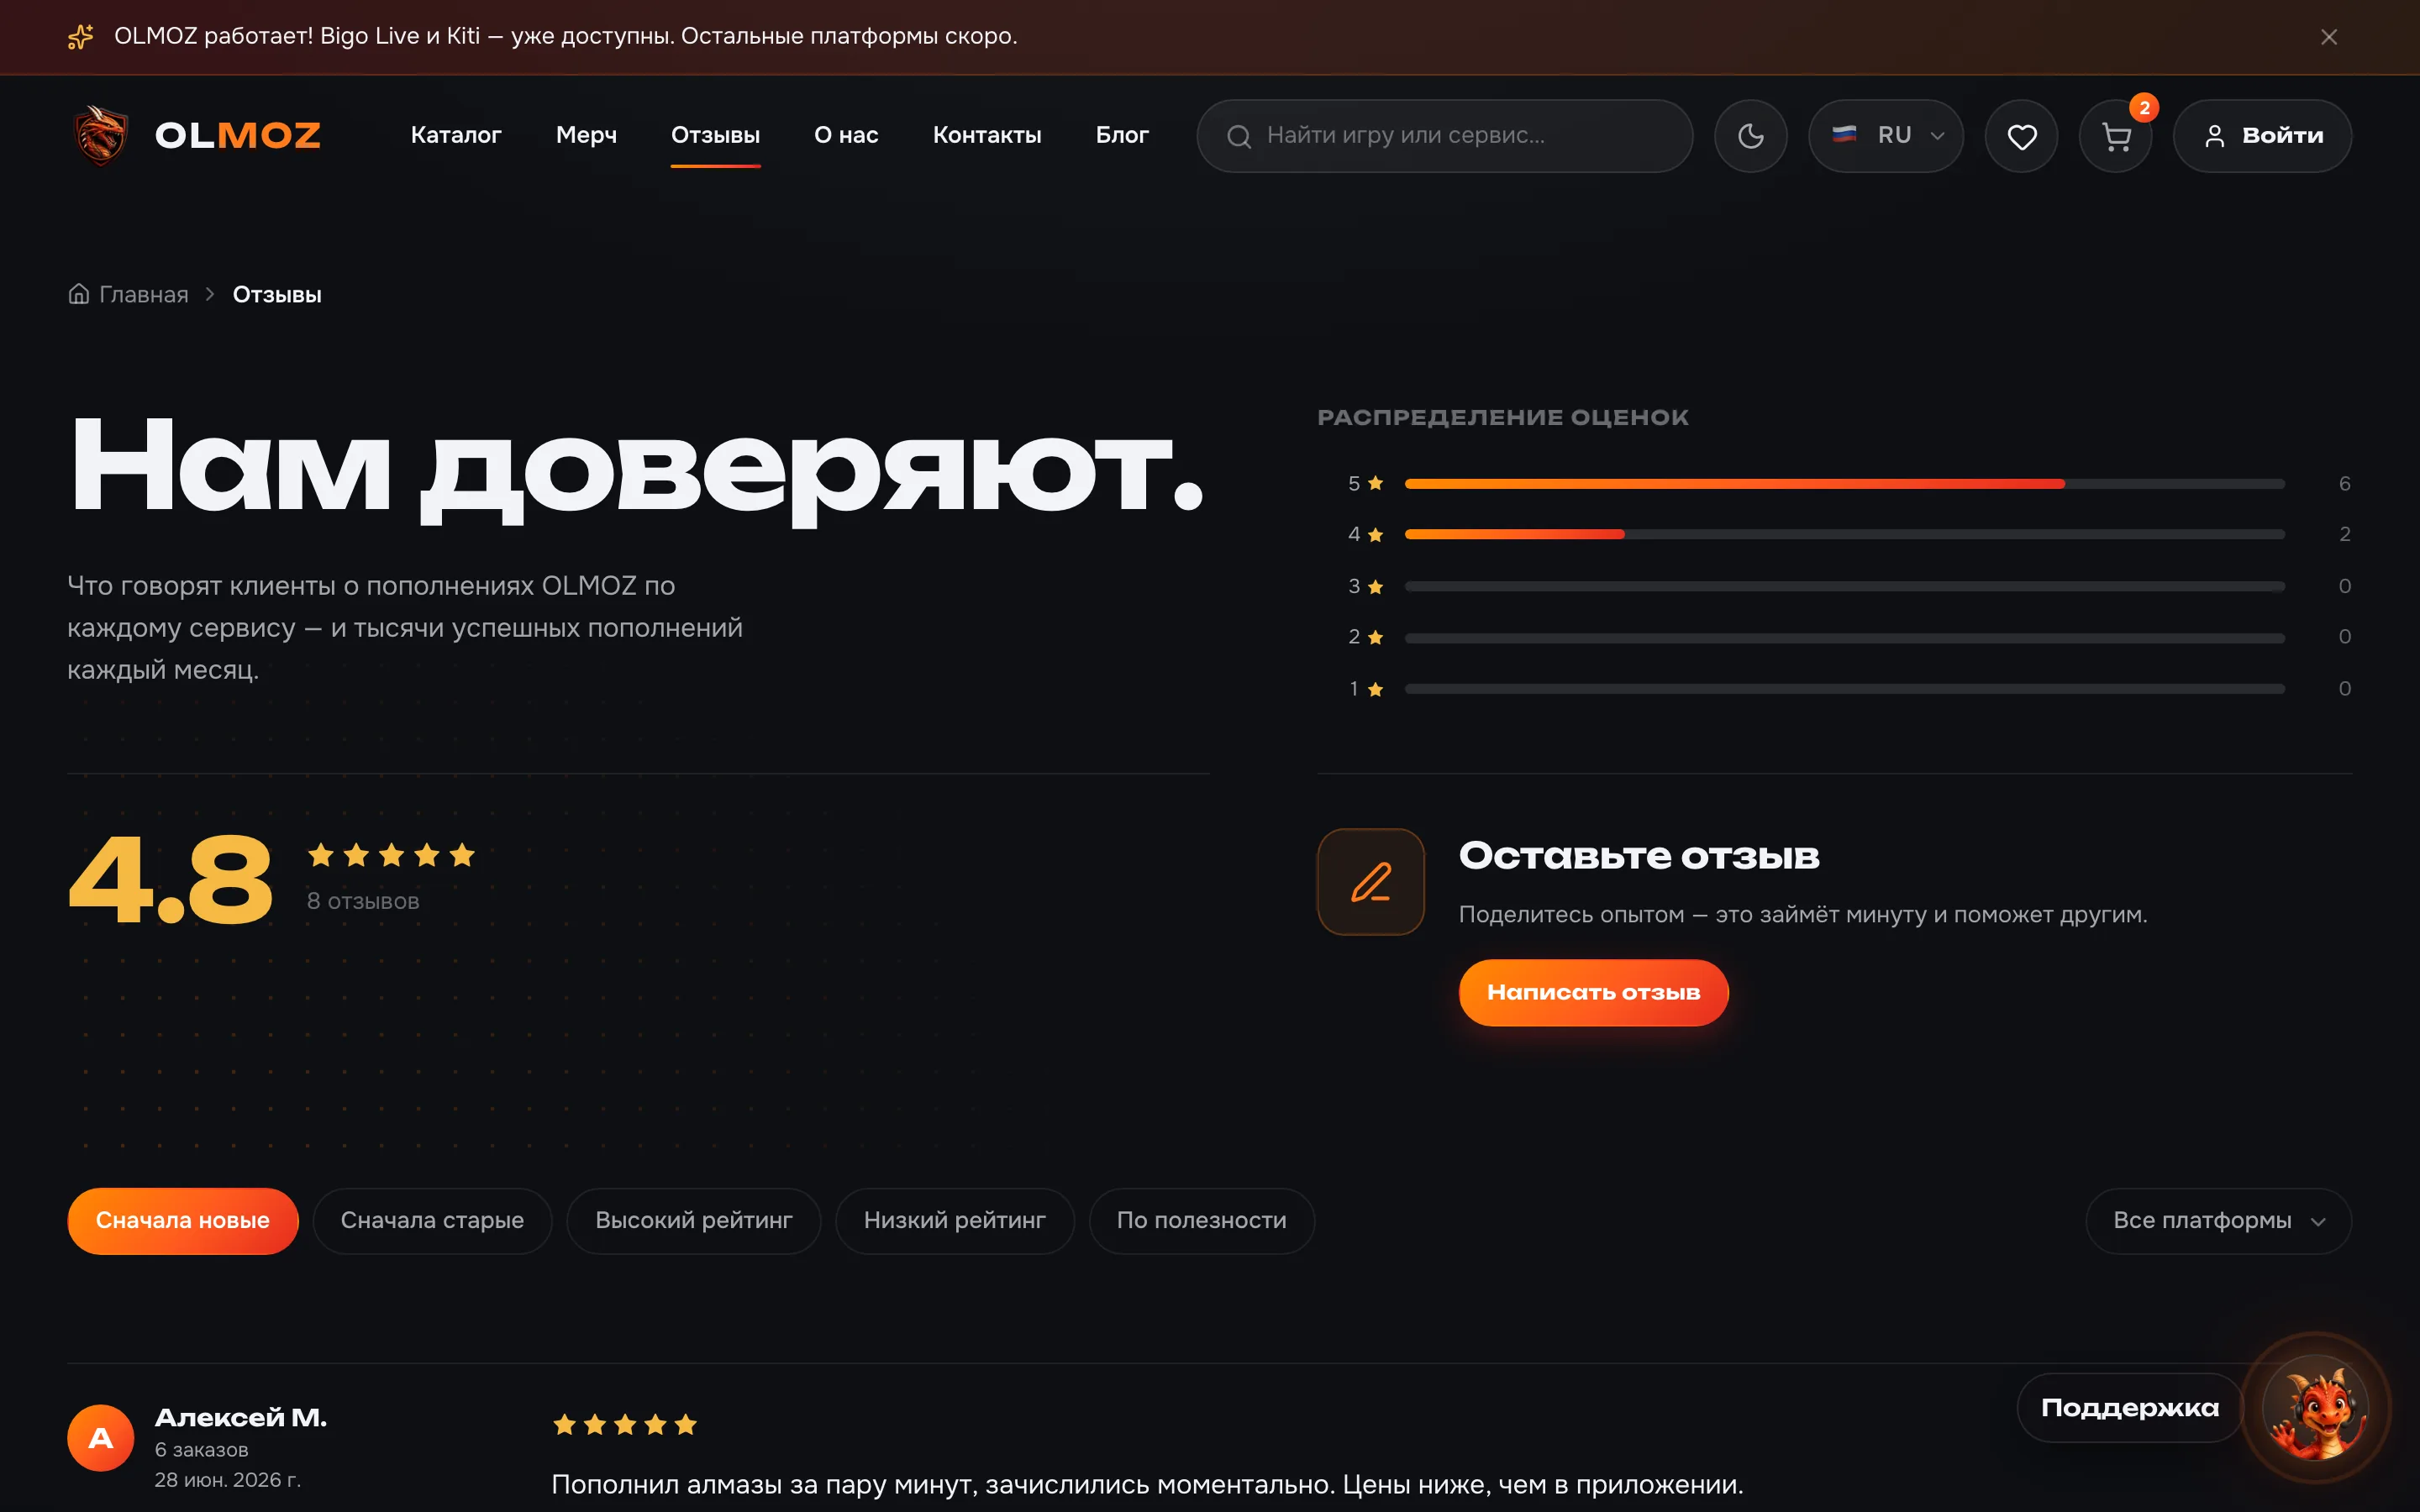 OLMOZ работает! Bigo Live и Kiti — уже доступны. Остальные платформы скоро.
OLMOZ
Каталог
Мерч
Отзывы
О нас
Контакты
Блог
Найти игру или сервис...
RU
2
Войти
Главная
Отзывы
Нам доверяют.
Что говорят клиенты о пополнениях OLMOZ по
каждому сервису — и тысячи успешных пополнений
каждый месяц.
РАСПРЕДЕЛЕНИЕ ОЦЕНОК
5 6
4 2
3 0
2 0
1 0
4.8
8 отзывов
Оставьте отзыв
Поделитесь опытом — это займёт минуту и поможет другим.
Написать отзыв
Сначала новые
Сначала старые
Высокий рейтинг
Низкий рейтинг
По полезности
Все платформы
А
Алексей М.
6 заказов
28 июн. 2026 г.
Пополнил алмазы за пару минут, зачислились моментально. Цены ниже, чем в приложении.
Поддержка